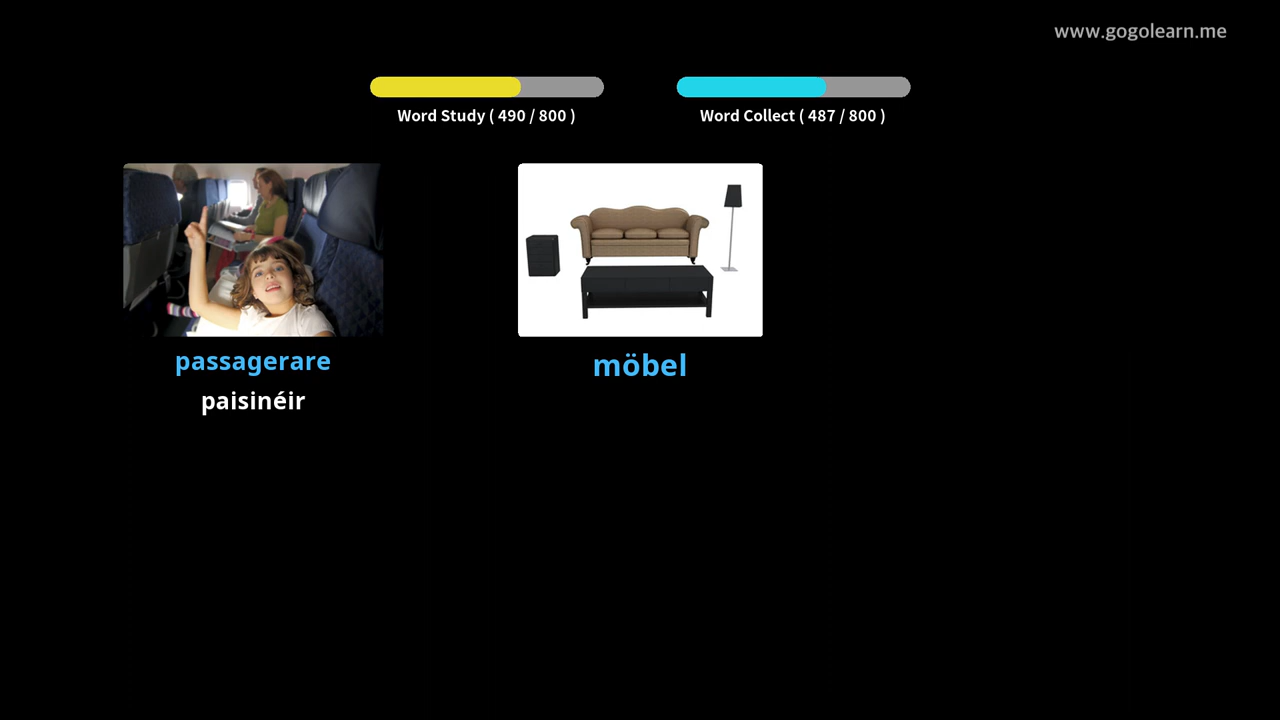 www.gogolearn.me
Word Study ( 490 / 800 )
Word Collect ( 487 / 800 )
passagerare
paisinéir
möbel